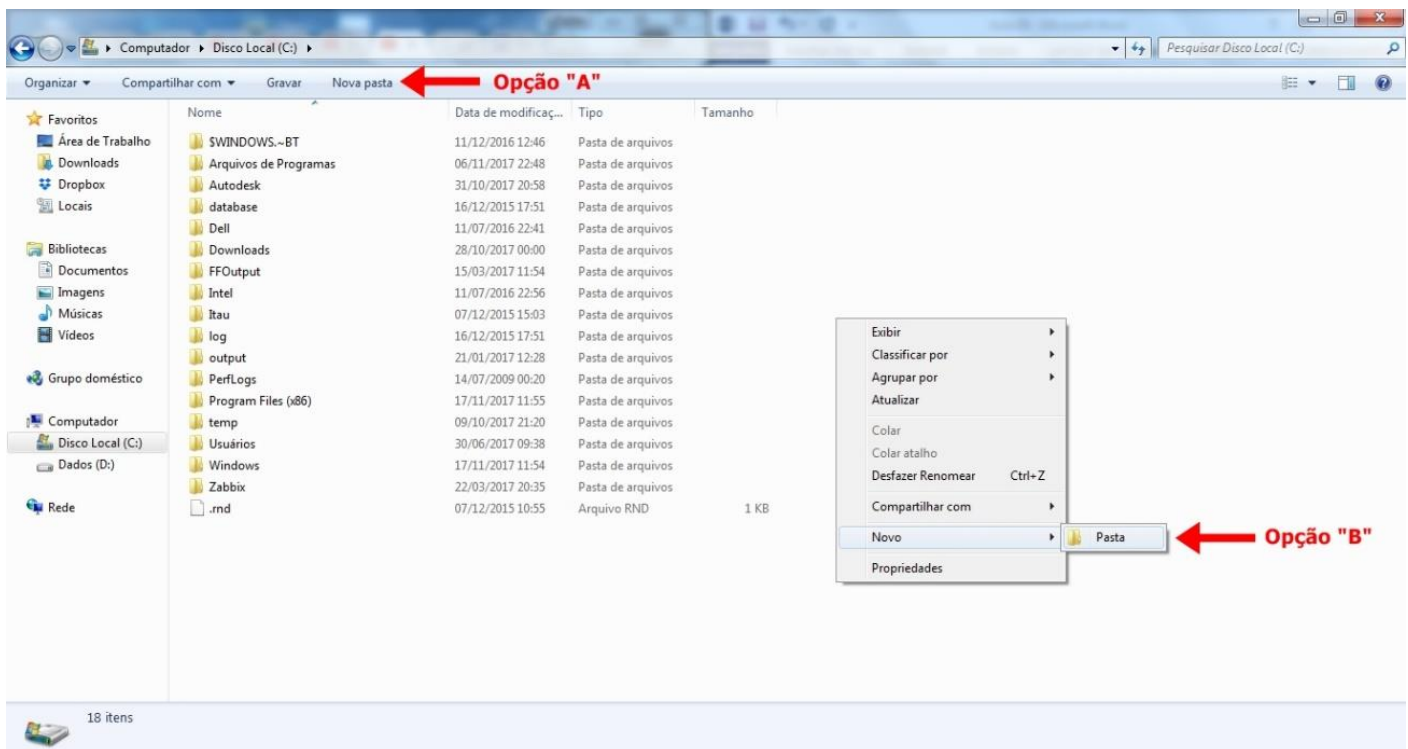 Computador Disco Local (C:) Pesquisar Disco Local (C:)
Organizar Compartilhar com Gravar Nova pasta Opção "A"
Favoritos
Área de Trabalho
Downloads
Dropbox
Locais
Bibliotecas
Documentos
Imagens
Músicas
Vídeos
Grupo doméstico
Computador
Disco Local (C:)
Dados (D:)
Rede
Nome Data de modificaç... Tipo Tamanho
$WINDOWS.~BT 11/12/2016 12:46 Pasta de arquivos
Arquivos de Programas 06/11/2017 22:48 Pasta de arquivos
Autodesk 31/10/2017 20:58 Pasta de arquivos
database 16/12/2015 17:51 Pasta de arquivos
Dell 11/07/2016 22:41 Pasta de arquivos
Downloads 28/10/2017 00:00 Pasta de arquivos
FFOutput 15/03/2017 11:54 Pasta de arquivos
Intel 11/07/2016 22:56 Pasta de arquivos
Itau 07/12/2015 15:03 Pasta de arquivos
log 16/12/2015 17:51 Pasta de arquivos
output 21/01/2017 12:28 Pasta de arquivos
PerfLogs 14/07/2009 00:20 Pasta de arquivos
Program Files (x86) 17/11/2017 11:55 Pasta de arquivos
temp 09/10/2017 21:20 Pasta de arquivos
Usuários 30/06/2017 09:38 Pasta de arquivos
Windows 17/11/2017 11:54 Pasta de arquivos
Zabbix 22/03/2017 20:35 Pasta de arquivos
.rnd 07/12/2015 10:55 Arquivo RND 1 KB
Exibir
Classificar por
Agrupar por
Atualizar
Colar
Colar atalho
Desfazer Renomear Ctrl+Z
Compartilhar com
Novo Pasta Opção "B"
Propriedades
18 itens